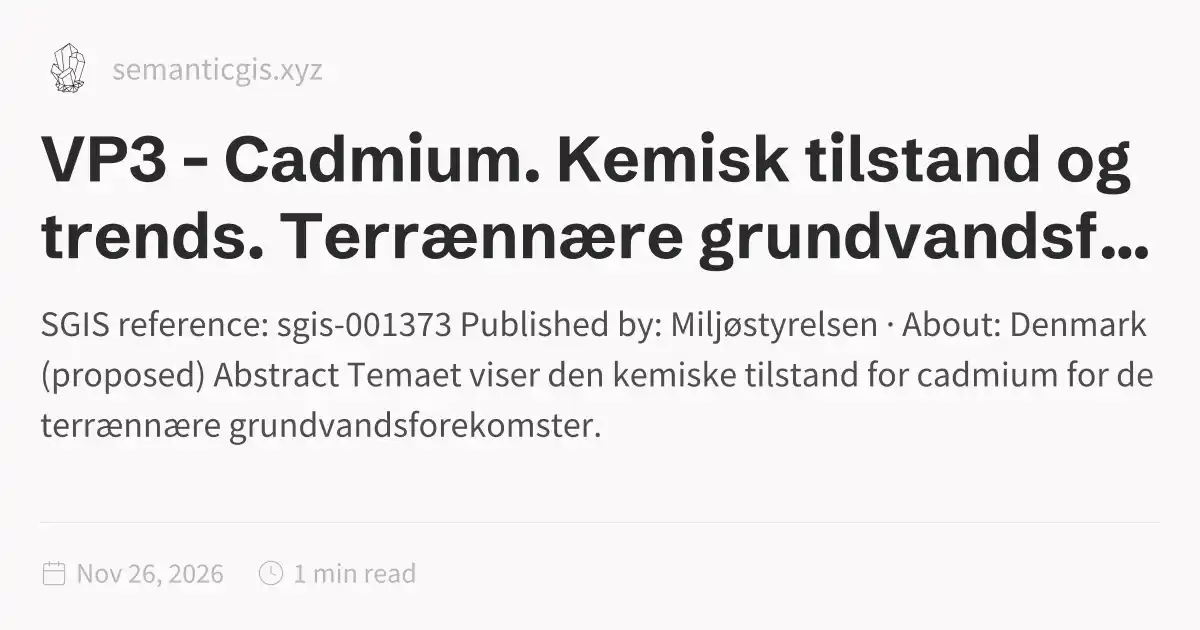 semanticgis.xyz
VP3 - Cadmium. Kemisk tilstand og
trends. Terrænnære grundvandsf...
SGIS reference: sgis-001373 Published by: Miljøstyrelsen · About: Denmark
(proposed) Abstract Temaet viser den kemiske tilstand for cadmium for de
terrænnære grundvandsforekomster.
Nov 26, 2026 1 min read